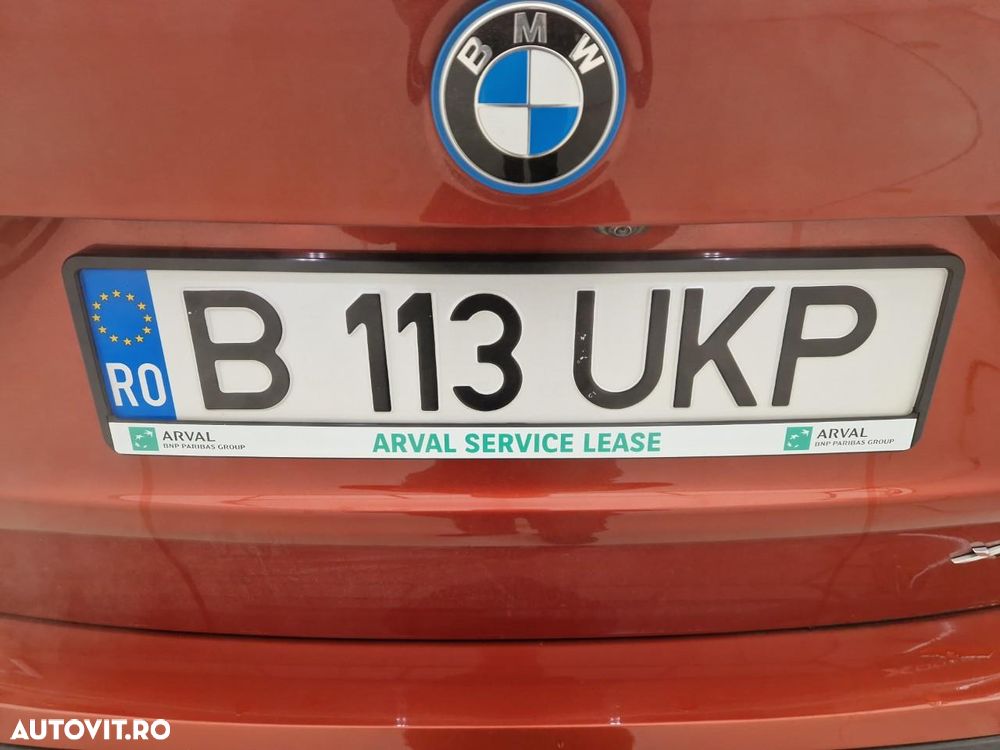 BMW
RO B 113 UKP
ARVAL
BNP PARIBAS GROUP
ARVAL SERVICE LEASE
ARVAL
BNP PARIBAS GROUP
AUTOVIT.RO